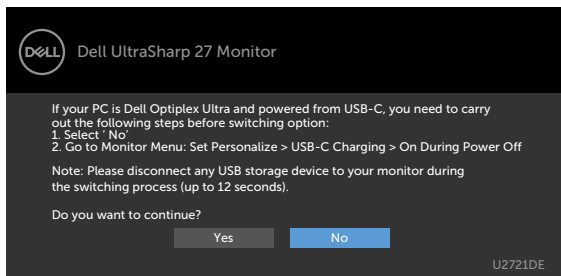 DELL
Dell UltraSharp 27 Monitor
If your PC is Dell Optiplex Ultra and powered from USB-C, you need to carry
out the following steps before switching option:
1. Select ‘ No’
2. Go to Monitor Menu: Set Personalize > USB-C Charging > On During Power Off
Note: Please disconnect any USB storage device to your monitor during
the switching process (up to 12 seconds).
Do you want to continue?
Yes No
U2721DE